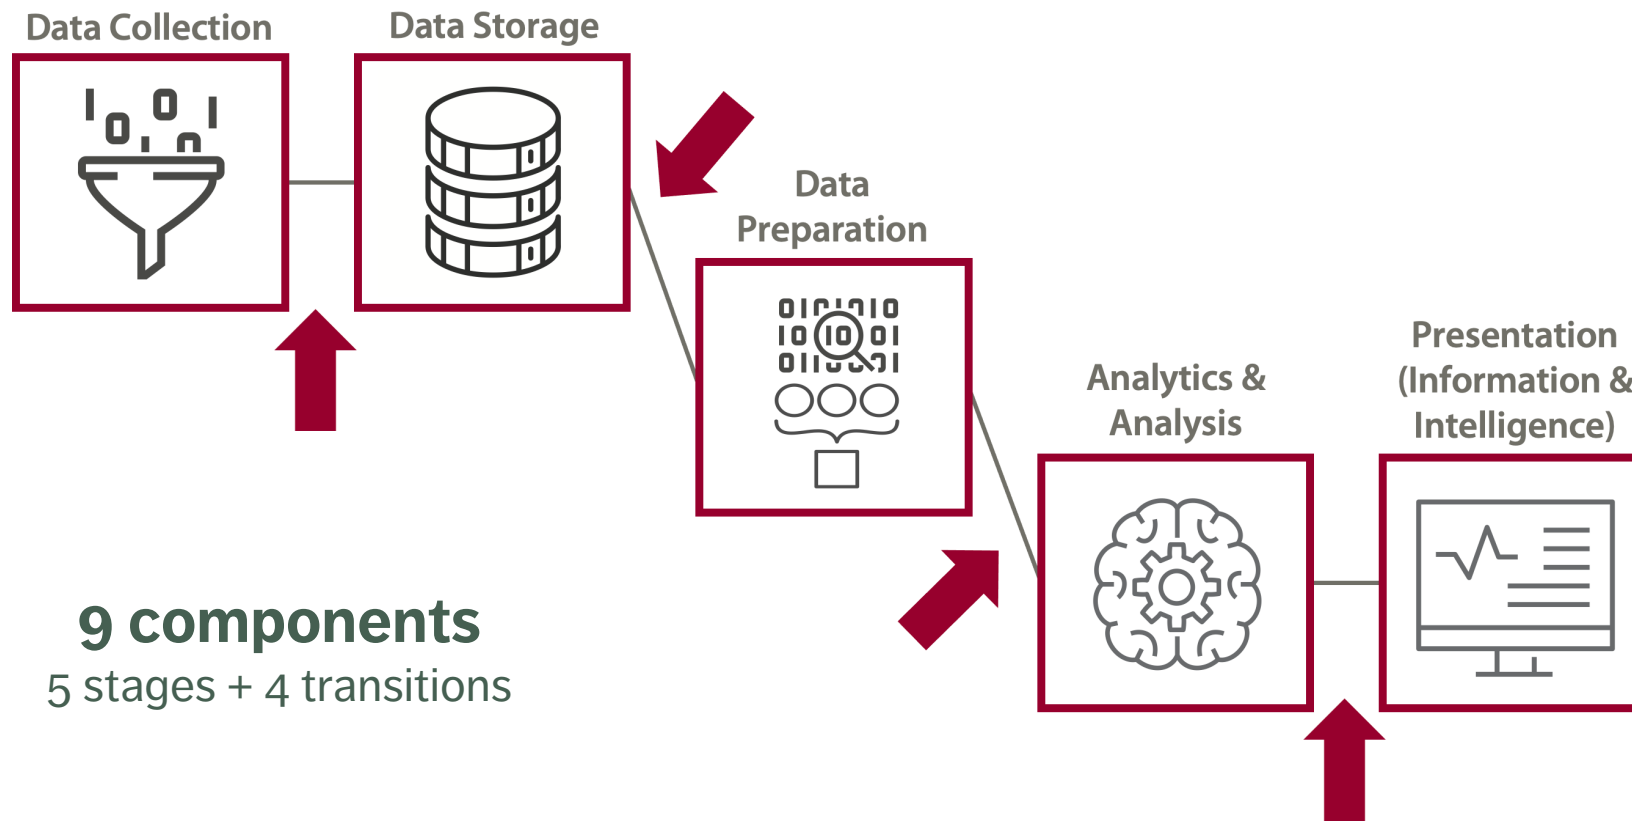 Data Collection
Data Storage
Data
Preparation
Analytics &
Analysis
Presentation
(Information &
Intelligence)
9 components
5 stages + 4 transitions